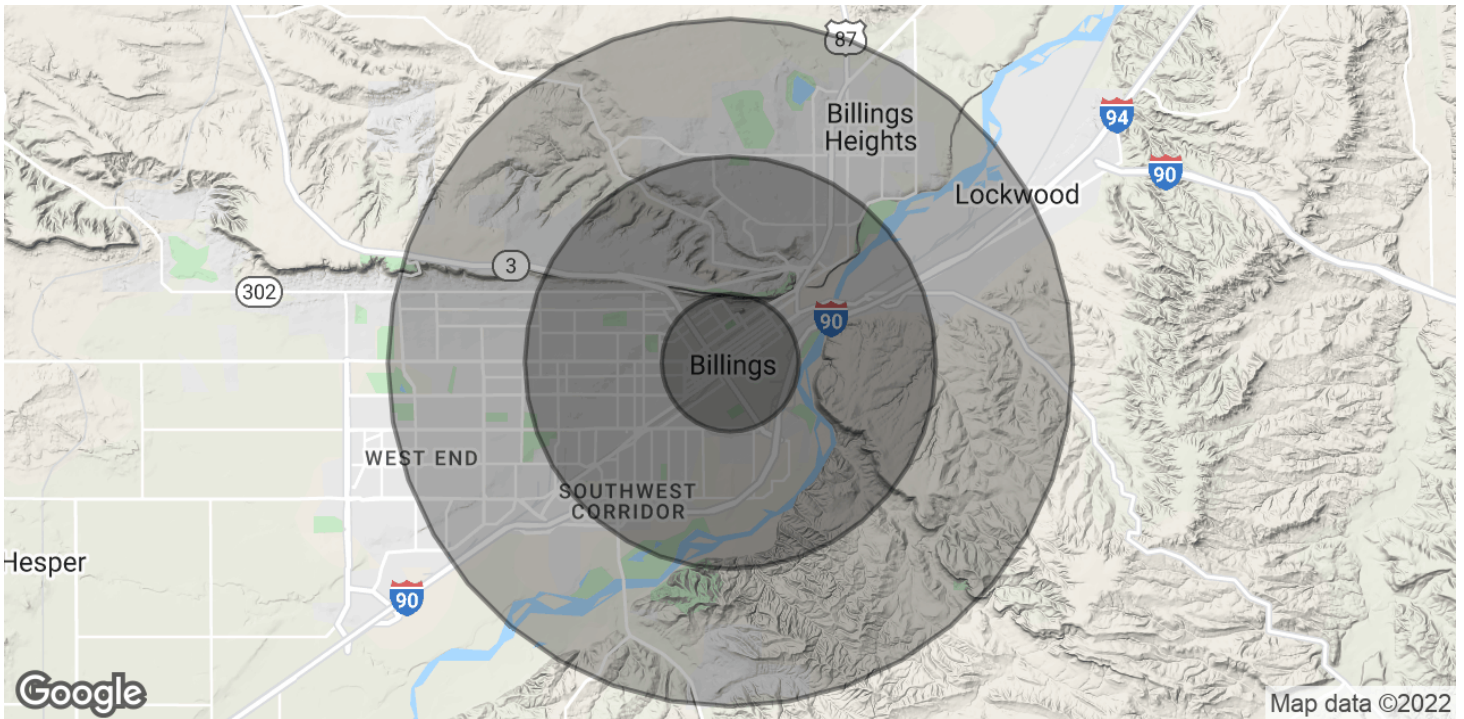 87
Billings
Heights
94
90
Lockwood
3
302
90
Billings
WEST END
SOUTHWEST
CORRIDOR
Hesper
90
Google
Map data ©2022